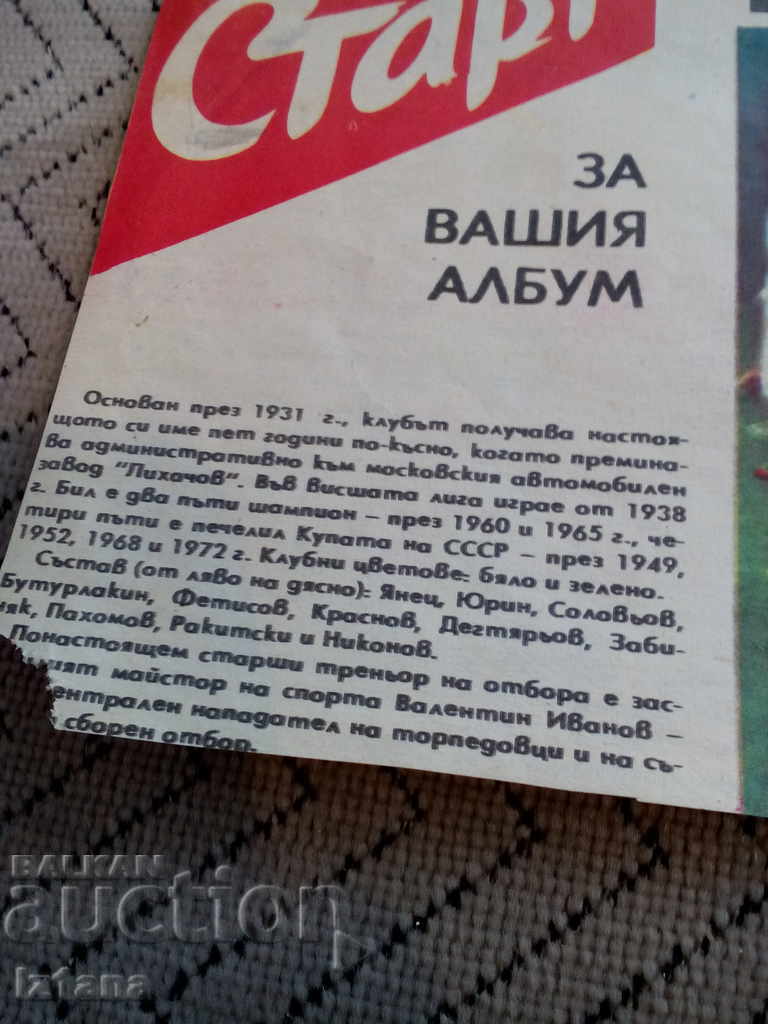 Старт
ЗА
ВАШИЯ
АЛБУМ
Основан през 1931 г., клубът получава настоя-
щото си име пет години по-късно, когато премина-
ва административно към московския автомобилен
завод "Лихачов". Във висшата лига играе от 1938
г. Бил е два пъти шампион – през 1960 и 1965 г., че-
тири пъти е печелил Купата на СССР – през 1949,
1952, 1968 и 1972 г. Клубни цветове: бяло и зелено.
Състав (от ляво на дясно): Янец, Юрин, Соловьов,
Бутурлакин, Фетисов, Краснов, Дегтярьов, Заби-
няк, Пахомов, Ракитски и Никонов.
Понастоящем старши треньор на отбора е зас-
майстор на спорта Валентин Иванов –
централен нападател на торпедовци и на съ-
сборен отбор.
BALKAN
auction
Iztana